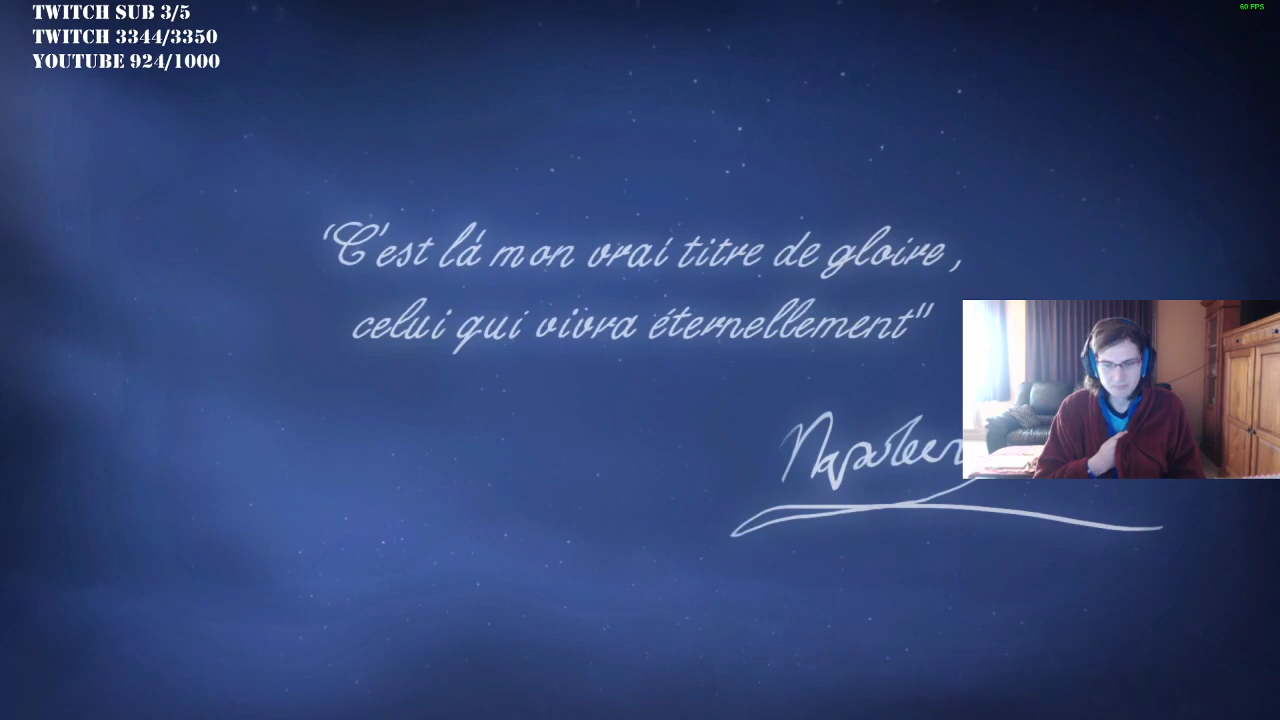 TWITCH SUB 3/5
TWITCH 3344/3350
YOUTUBE 924/1000
60 FPS
"C'est là mon vrai titre de gloire,
celui qui vivra éternellement"
Napoleon